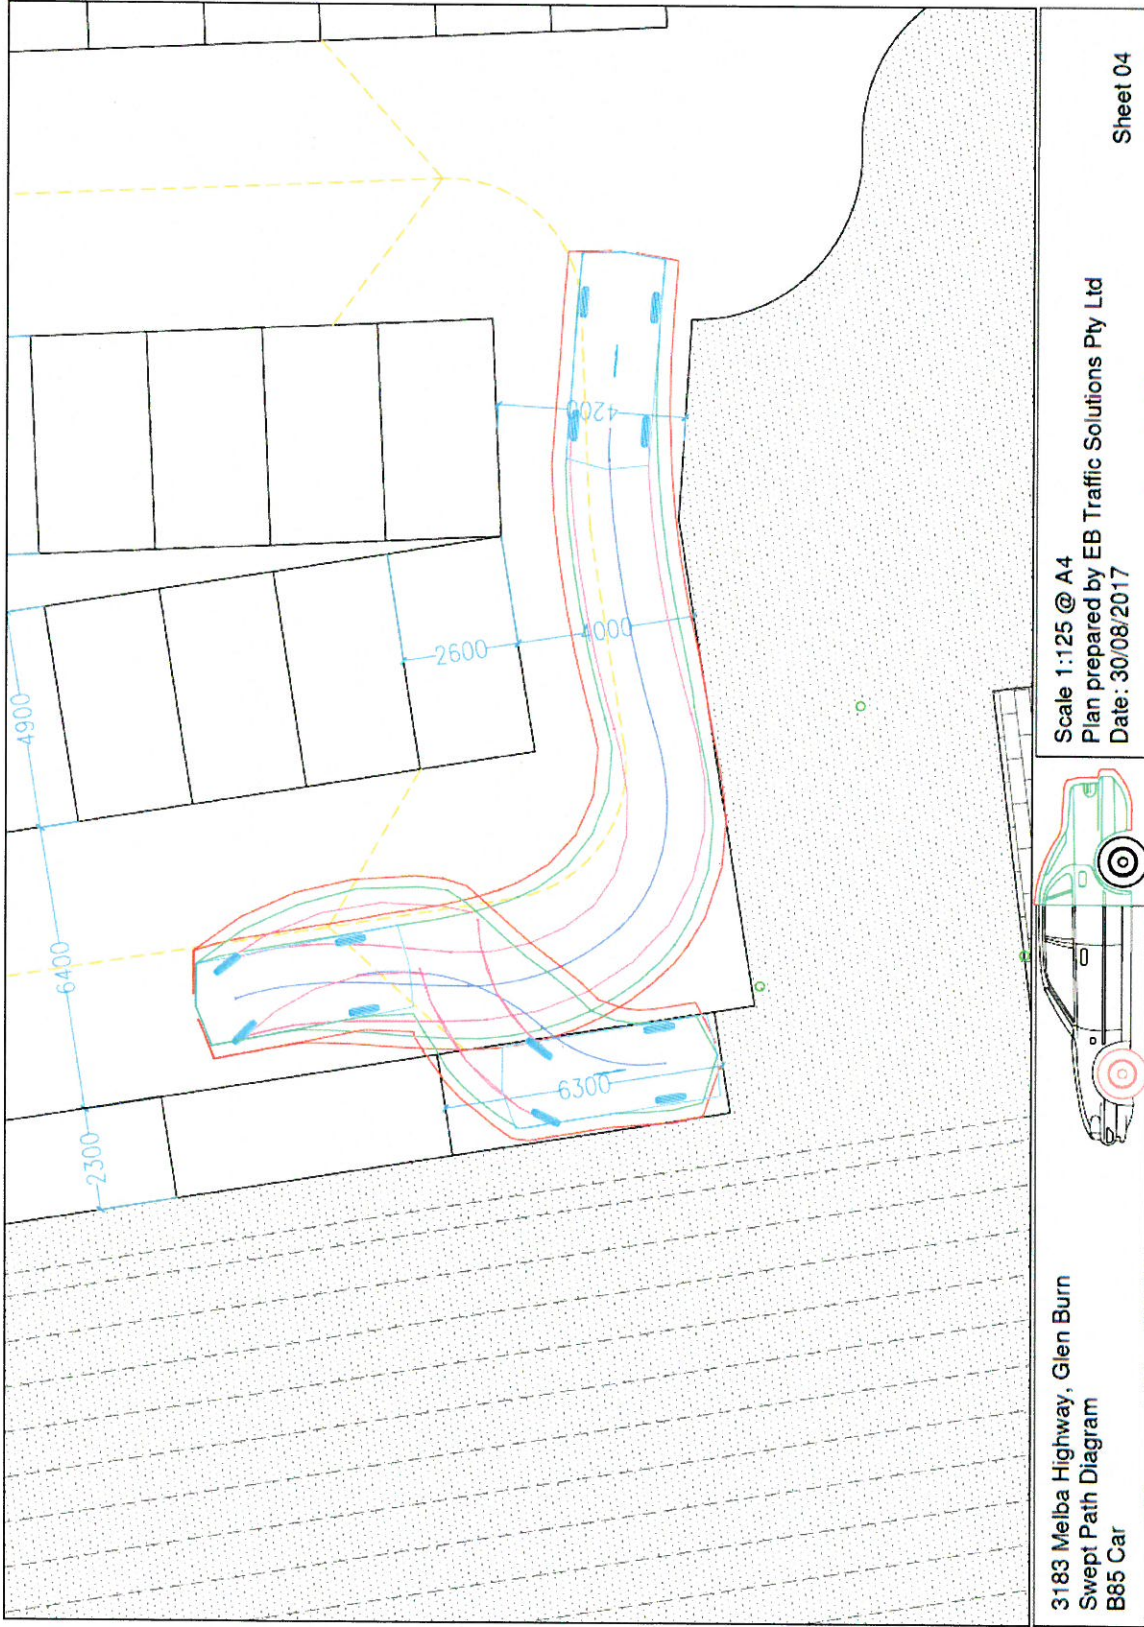 4900
6400
2300
2600
4000
4200
6300
3183 Melba Highway, Glen Burn
Swept Path Diagram
B85 Car
Scale 1:125 @ A4
Plan prepared by EB Traffic Solutions Pty Ltd
Date: 30/08/2017
Sheet 04